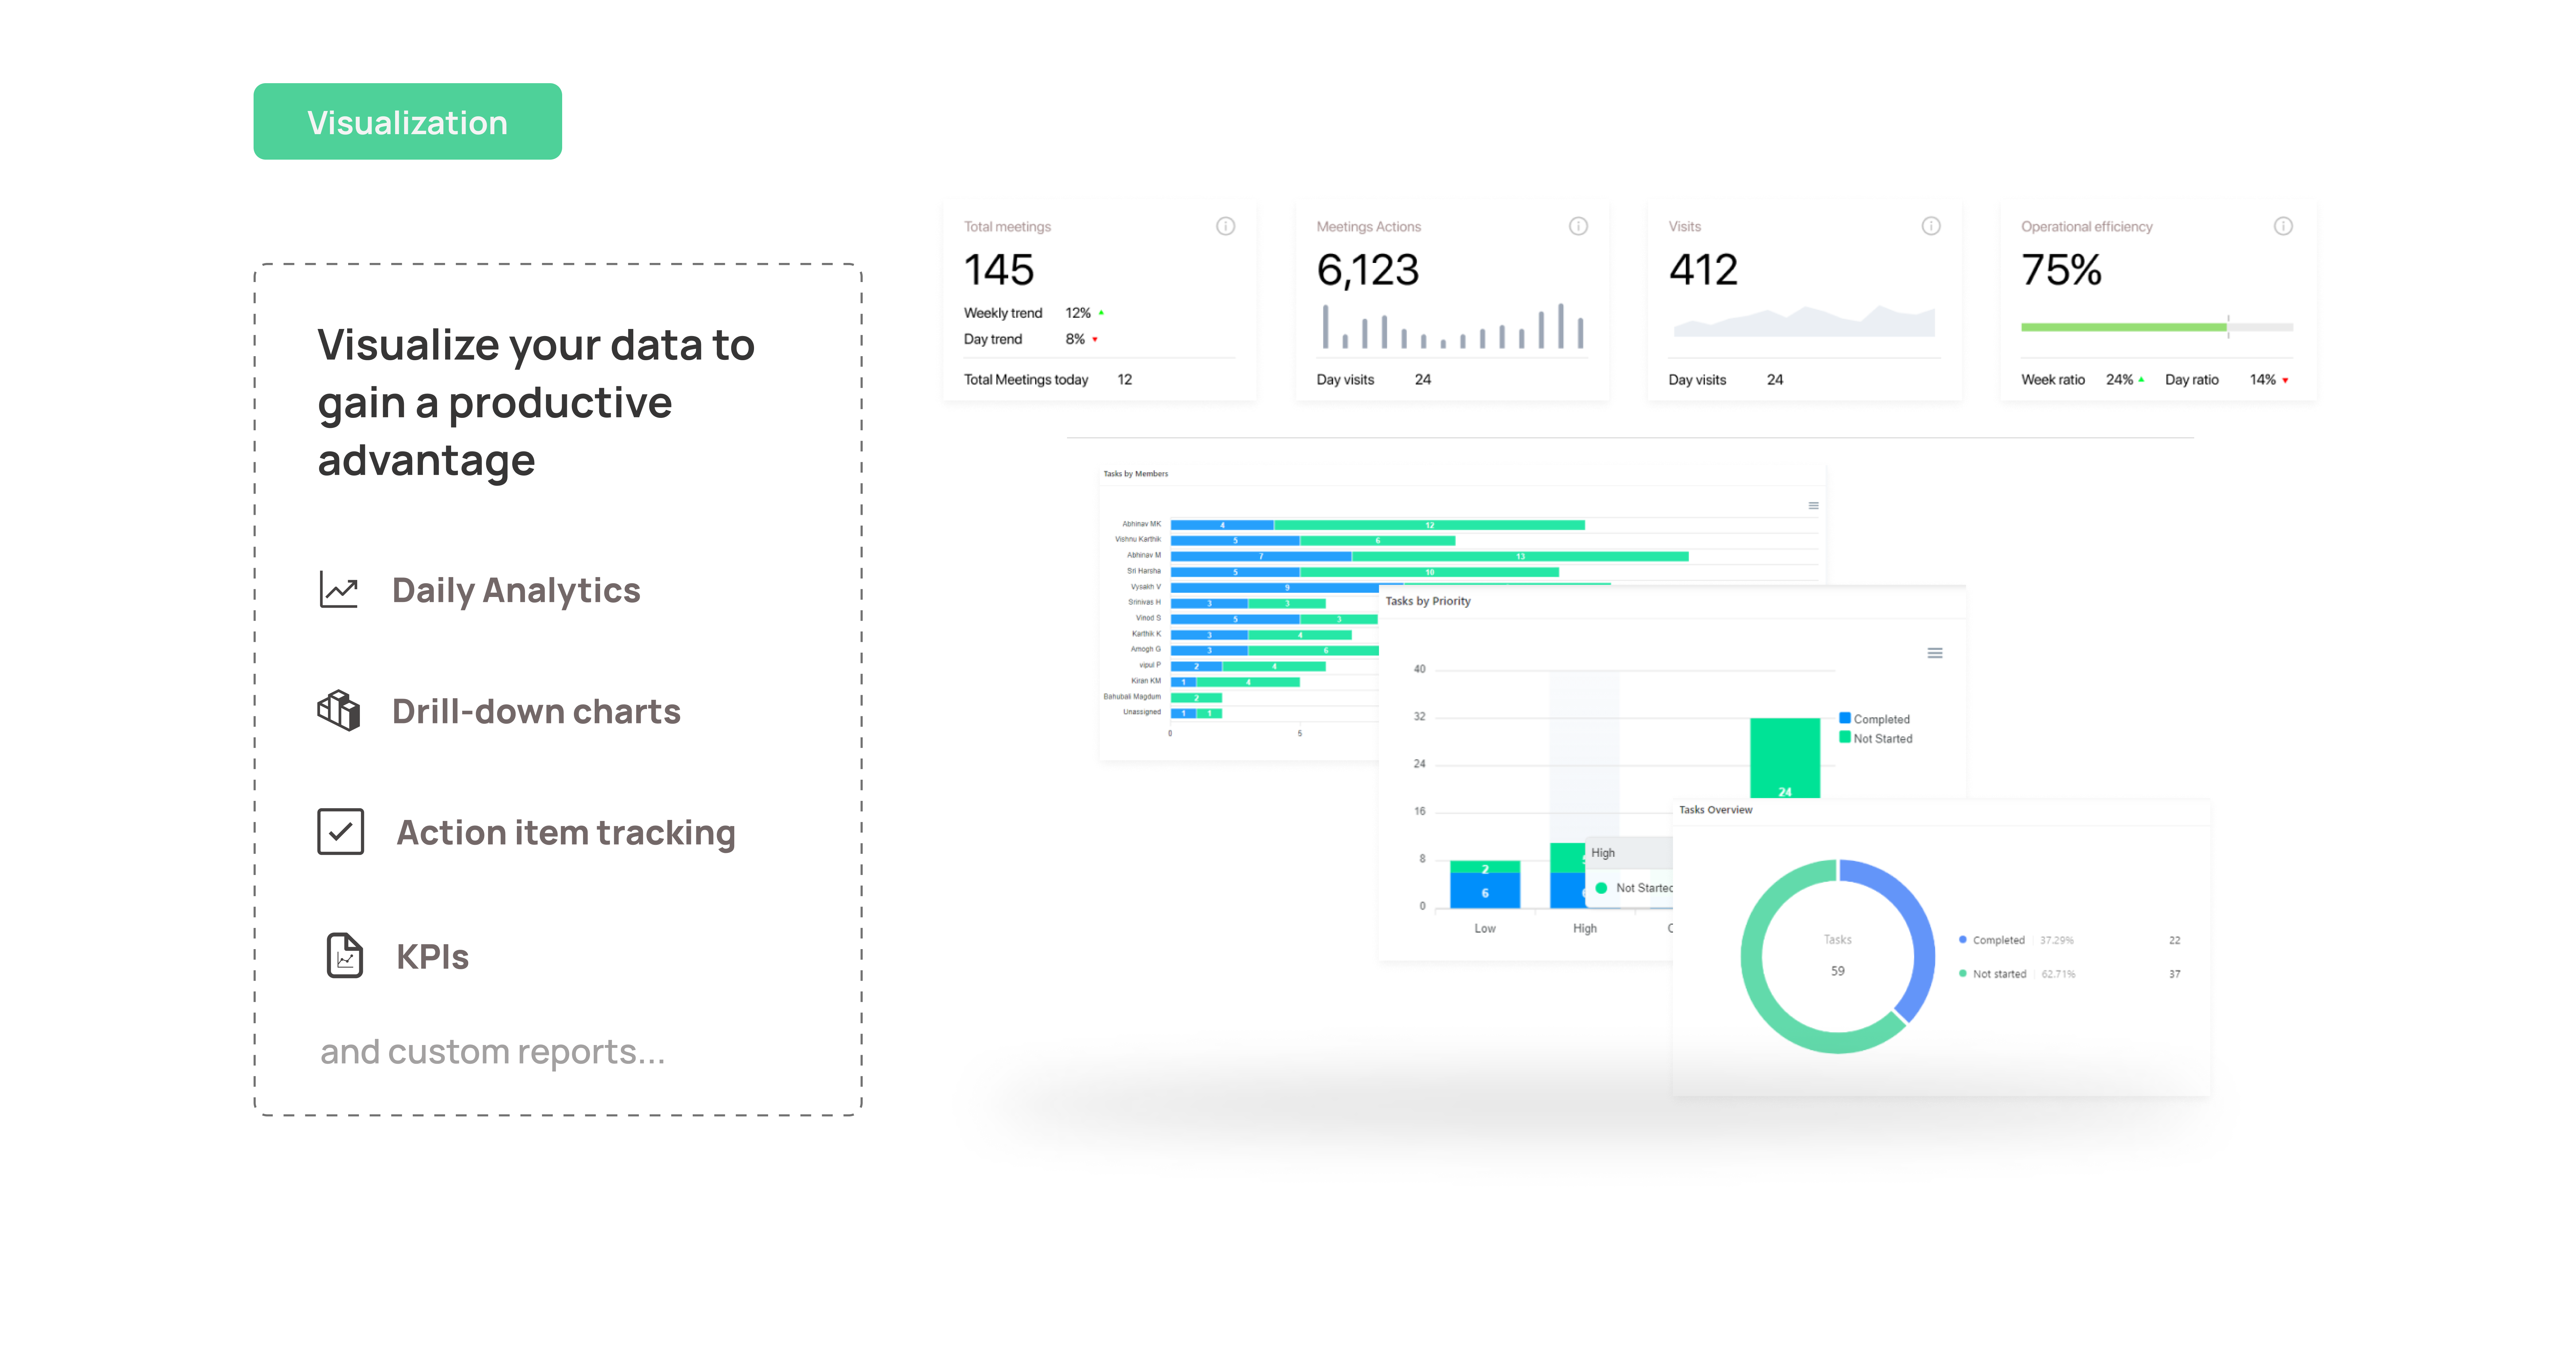 Visualization
Visualize your data to
gain a productive
advantage
Daily Analytics
Drill-down charts
Action item tracking
KPIs
and custom reports...
Total meetings
145
Weekly trend 12%
Day trend 8%
Total Meetings today 12
Meetings Actions
6,123
Day visits 24
Visits
412
Day visits 24
Operational efficiency
75%
Week ratio 24% Day ratio 14%
Tasks by Members
Abhinav MK 4 12
Vishnu Karthik 5 6
Abhinav M 7 13
Sri Harsha 5 10
Vysakh V 9
Srinivas H 3 3
Vinod S 5 3
Karthik K 3 4
Amogh G 3 6
vipul P 2 4
Kiran KM 1 4
Bahubali Magdum 2
Unassigned 1 1
0 5
Tasks by Priority
40
32
24
16
8
0
Completed
Not Started
24
2
6
High
Not Started
Low High
Tasks Overview
Tasks
59
Completed 37.29% 22
Not started 62.71% 37